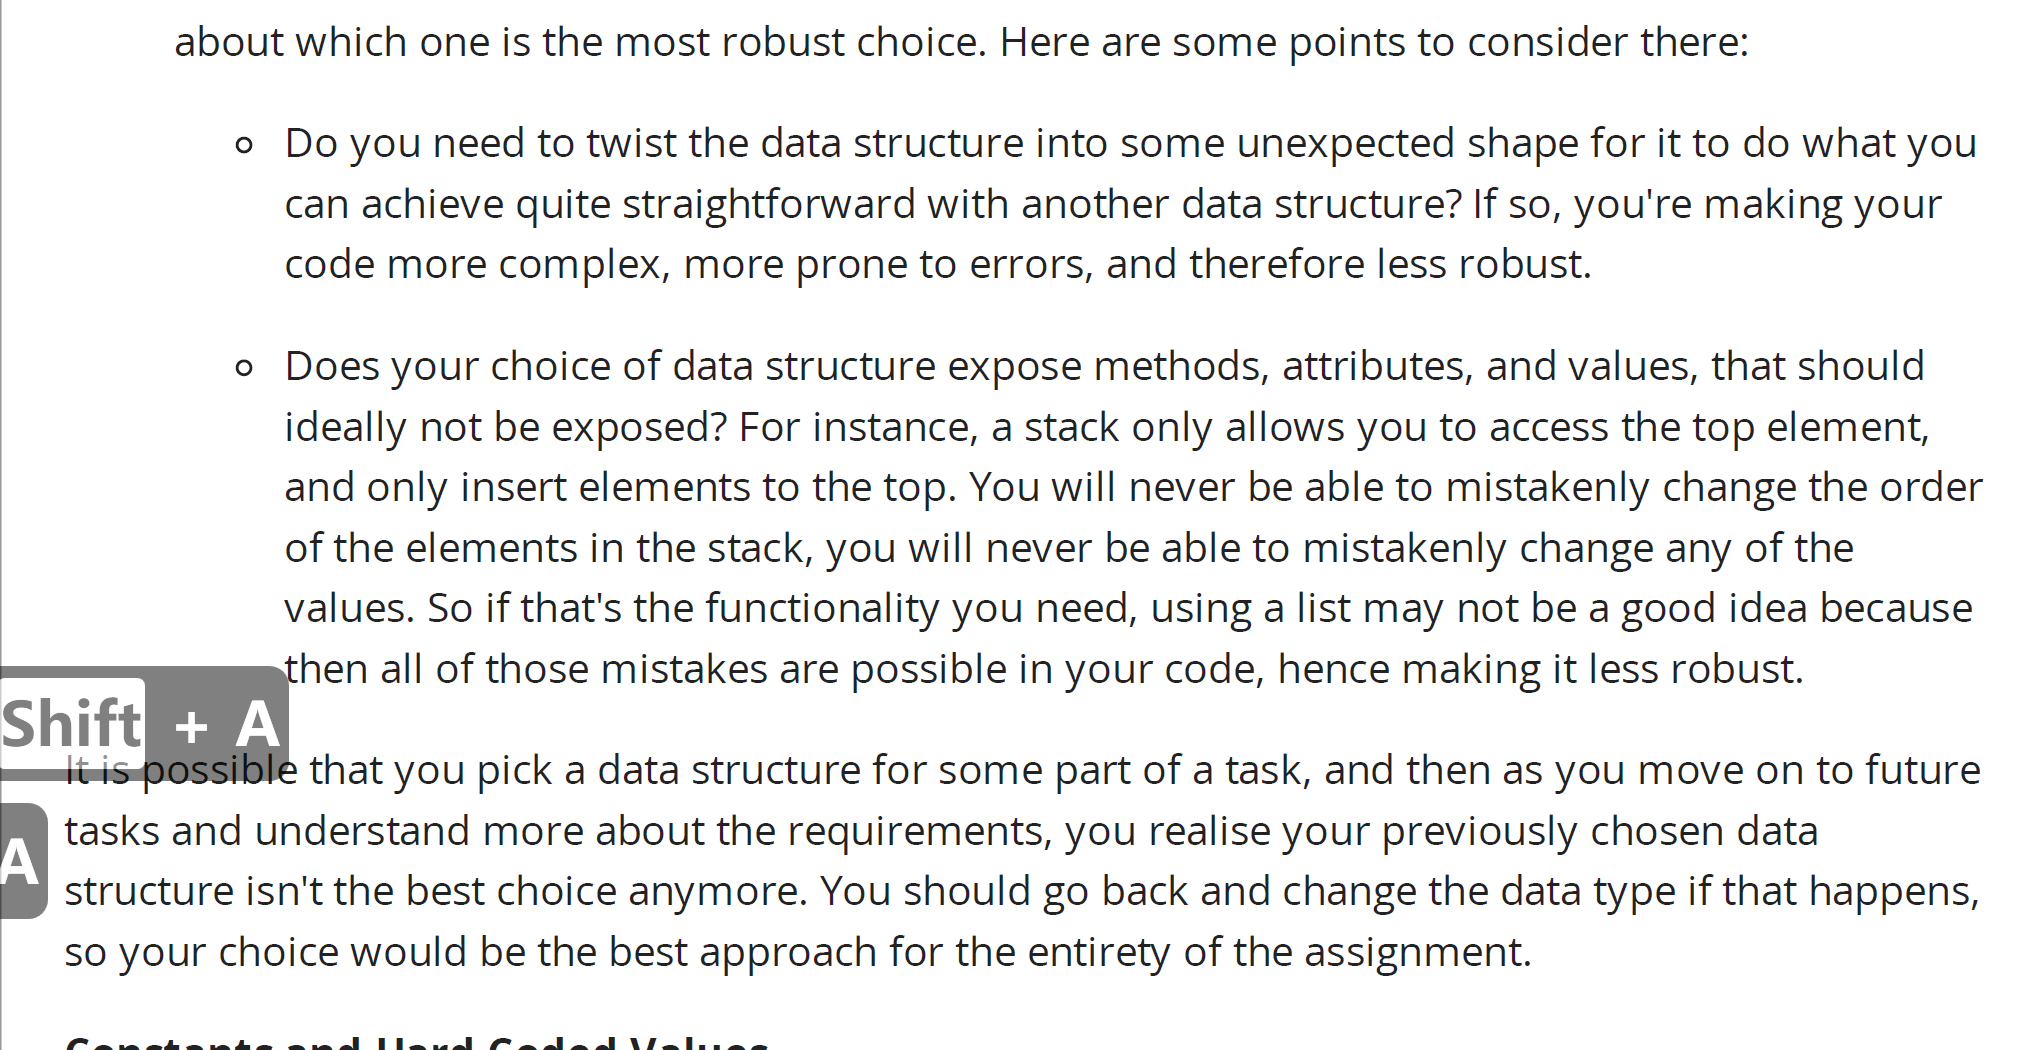 about which one is the most robust choice. Here are some points to consider there:
Do you need to twist the data structure into some unexpected shape for it to do what you
can achieve quite straightforward with another data structure? If so, you're making your
code more complex, more prone to errors, and therefore less robust.
Does your choice of data structure expose methods, attributes, and values, that should
ideally not be exposed? For instance, a stack only allows you to access the top element,
and only insert elements to the top. You will never be able to mistakenly change the order
of the elements in the stack, you will never be able to mistakenly change any of the
values. So if that's the functionality you need, using a list may not be a good idea because
then all of those mistakes are possible in your code, hence making it less robust.
Shift + A
It is possible that you pick a data structure for some part of a task, and then as you move on to future
tasks and understand more about the requirements, you realise your previously chosen data
A
structure isn't the best choice anymore. You should go back and change the data type if that happens,
so your choice would be the best approach for the entirety of the assignment.
Constants and Hard Coded Values